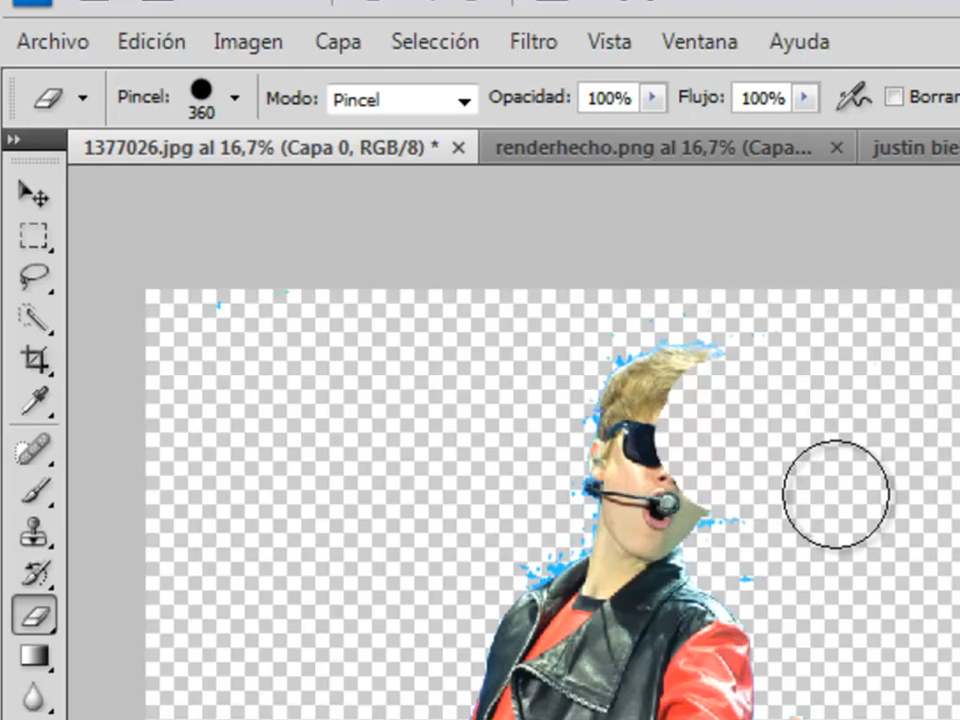 Archivo Edición Imagen Capa Selección Filtro Vista Ventana Ayuda
Pincel: 360 Modo: Pincel Opacidad: 100% Flujo: 100% Borrar
1377026.jpg al 16,7% (Capa 0, RGB/8) * renderhecho.png al 16,7% (Capa... justin bie